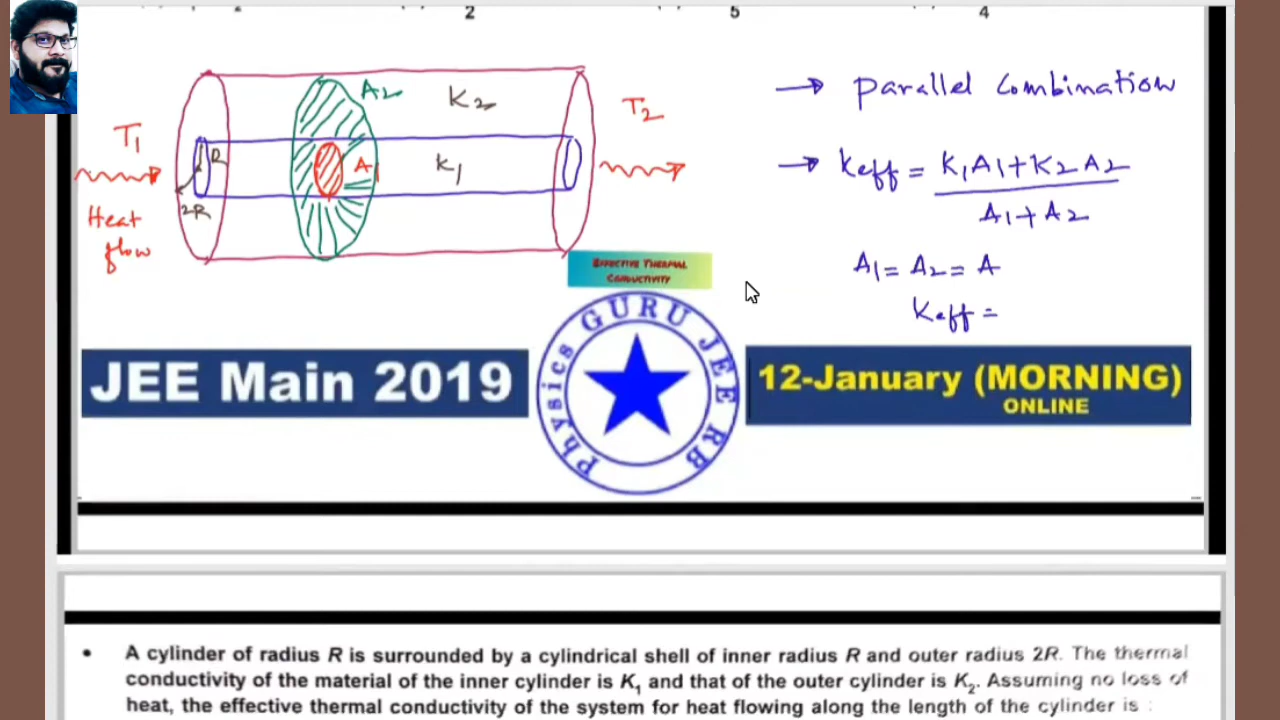 2
5
4
A2
K2
T2
T1
R
A1
K1
2R
Heat
flow
→ parallel Combination
→ Keff = K1A1+K2A2
A1+A2
A1 = A2 = A
Keff =
EFFECTIVE THERMAL
CONDUCTIVITY
Physics GURU JEE RB
JEE Main 2019
12-January (MORNING)
ONLINE
• A cylinder of radius R is surrounded by a cylindrical shell of inner radius R and outer radius 2R. The thermal
conductivity of the material of the inner cylinder is K1 and that of the outer cylinder is K2. Assuming no loss of
heat, the effective thermal conductivity of the system for heat flowing along the length of the cylinder is :